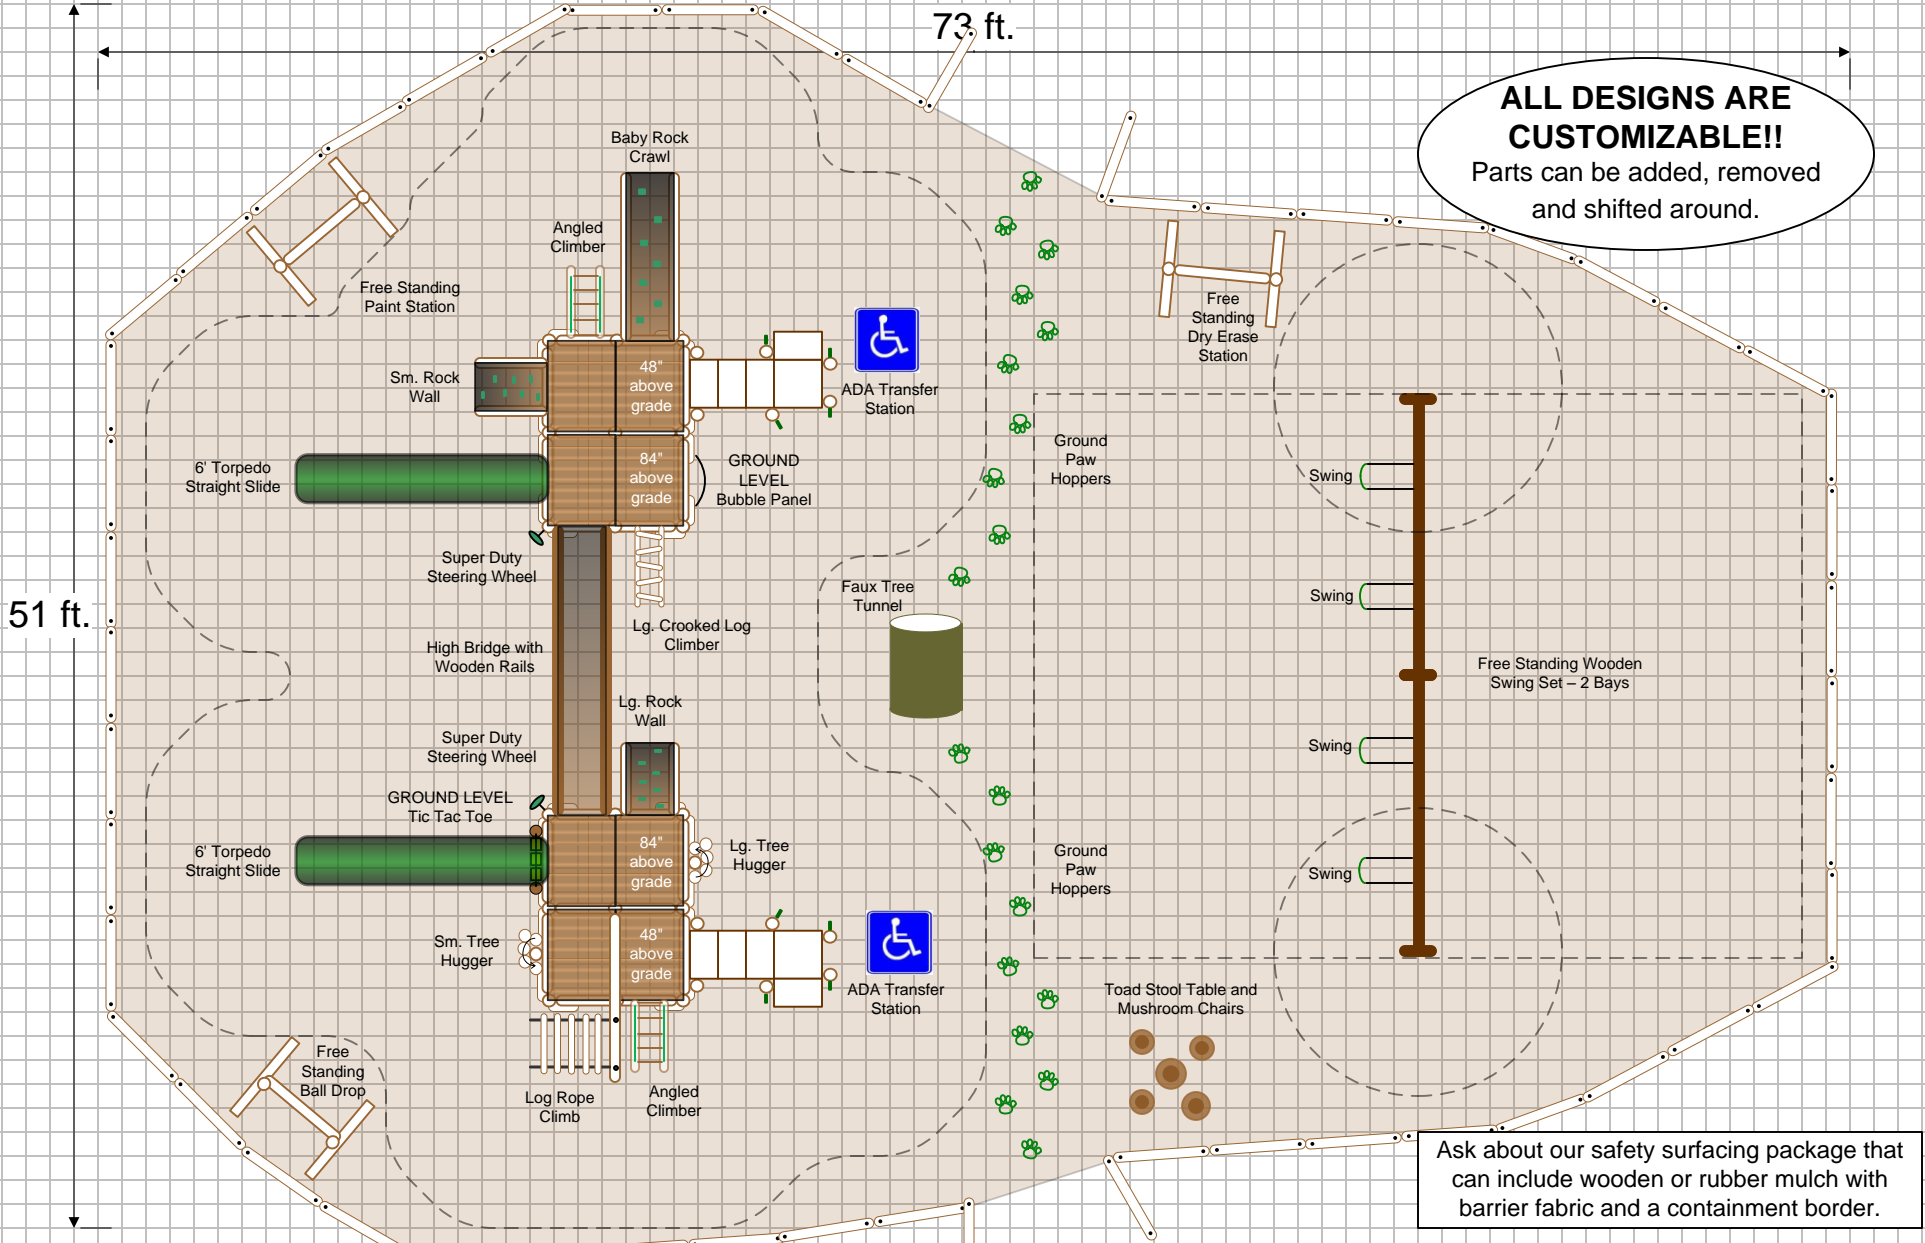 73 ft.
ALL DESIGNS ARE
CUSTOMIZABLE!!
Parts can be added, removed
and shifted around.
Baby Rock
Crawl
Angled
Climber
Free Standing
Paint Station
Free
Standing
Dry Erase
Station
Sm. Rock
Wall
48"
above
grade
ADA Transfer
Station
6' Torpedo
Straight Slide
84"
above
grade
GROUND
LEVEL
Bubble Panel
Ground
Paw
Hoppers
Swing
Super Duty
Steering Wheel
Faux Tree
Tunnel
Swing
51 ft.
High Bridge with
Wooden Rails
Lg. Crooked Log
Climber
Free Standing Wooden
Swing Set – 2 Bays
Lg. Rock
Wall
Super Duty
Steering Wheel
Swing
GROUND LEVEL
Tic Tac Toe
6' Torpedo
Straight Slide
84"
above
grade
Lg. Tree
Hugger
Ground
Paw
Hoppers
Swing
Sm. Tree
Hugger
48"
above
grade
ADA Transfer
Station
Toad Stool Table and
Mushroom Chairs
Free
Standing
Ball Drop
Log Rope
Climb
Angled
Climber
Ask about our safety surfacing package that
can include wooden or rubber mulch with
barrier fabric and a containment border.